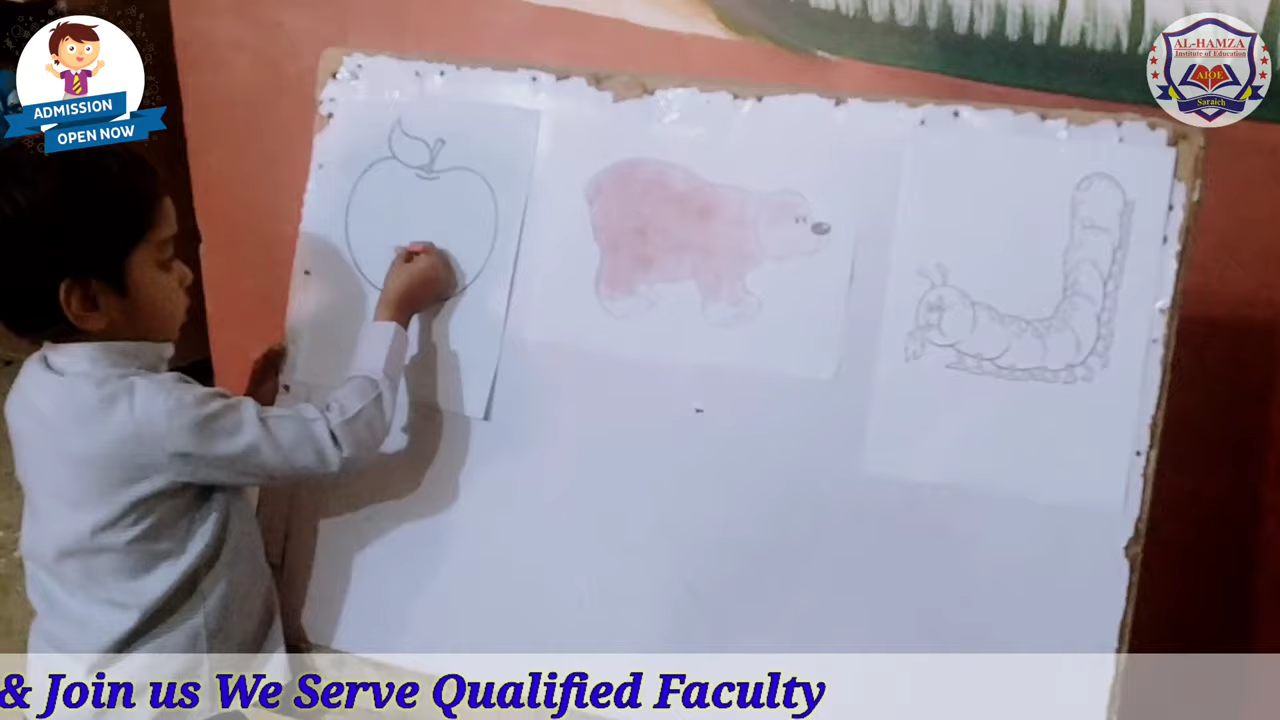 ADMISSION
OPEN NOW
AL-HAMZA
Institute of Education
AIOE
Saraich
& Join us We Serve Qualified Faculty